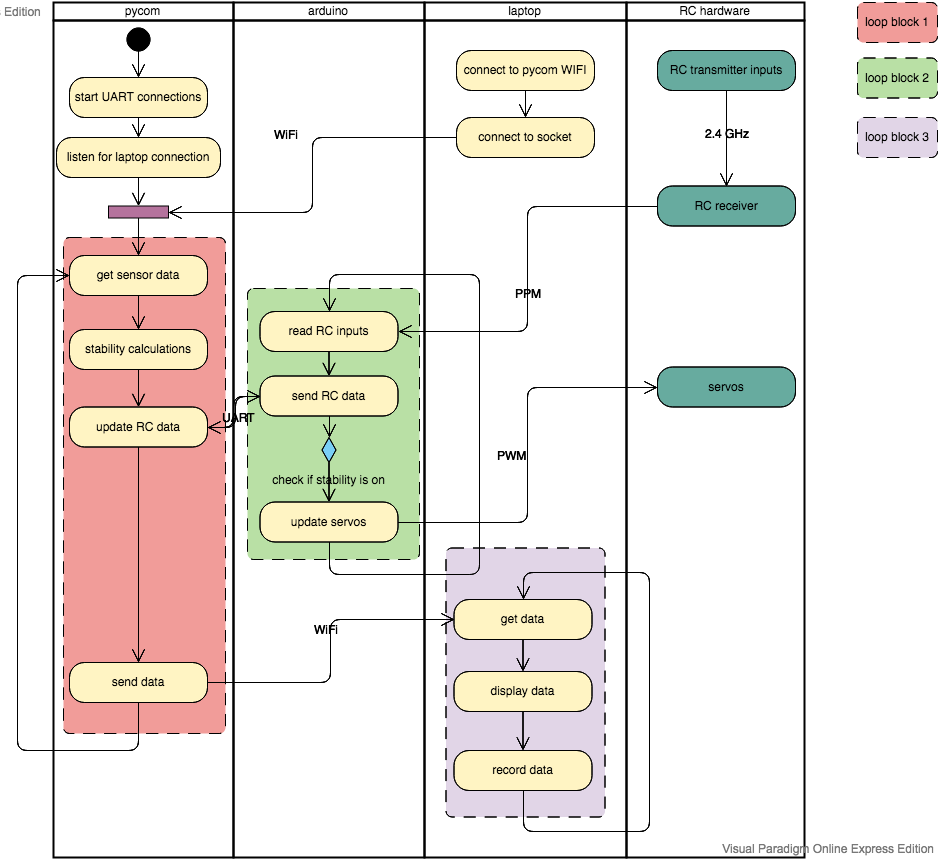 s Edition
pycom
arduino
laptop
RC hardware
loop block 1
loop block 2
loop block 3
start UART connections
listen for laptop connection
connect to pycom WIFI
connect to socket
WiFi
RC transmitter inputs
2.4 GHz
RC receiver
PPM
get sensor data
stability calculations
update RC data
UART
read RC inputs
send RC data
check if stability is on
update servos
PWM
servos
send data
WiFi
get data
display data
record data
Visual Paradigm Online Express Edition